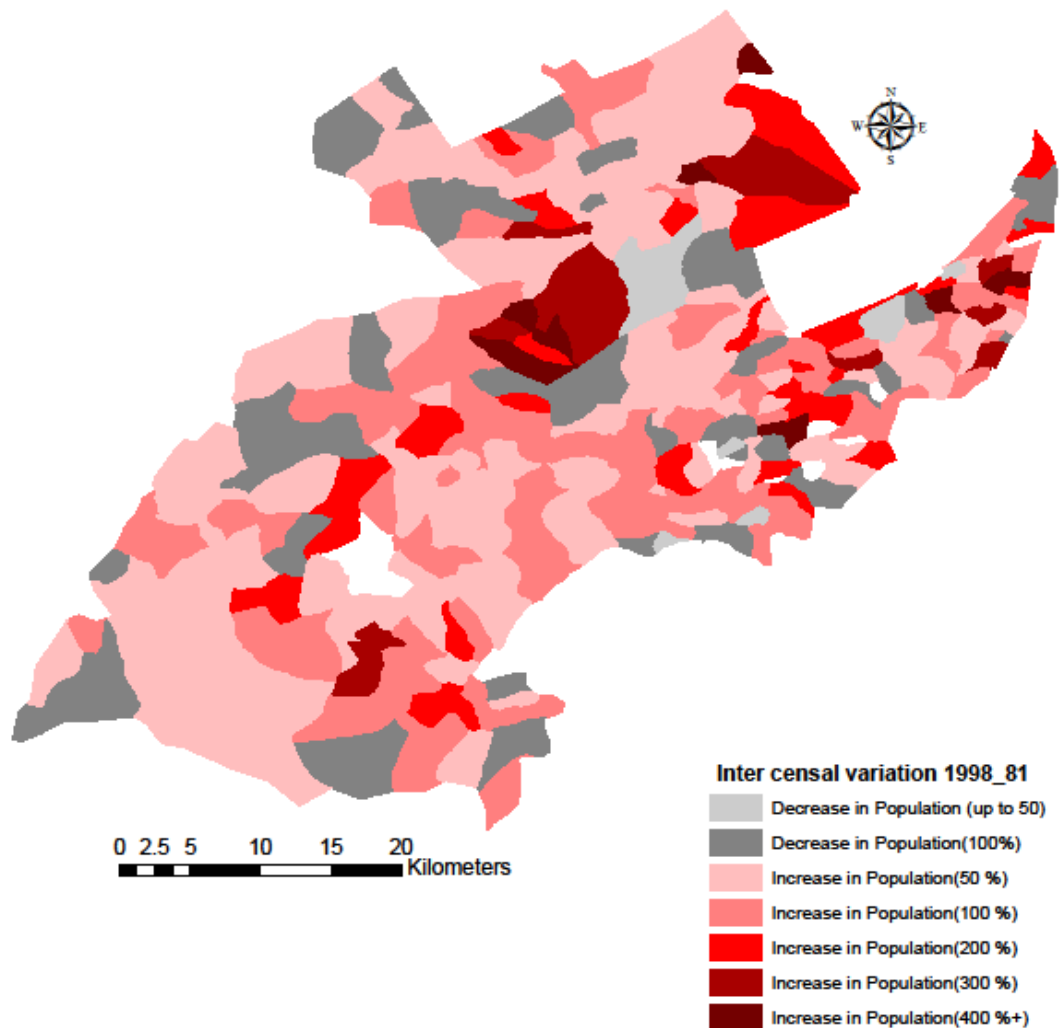 N
W E
S
Inter censal variation 1998_81
Decrease in Population (up to 50)
Decrease in Population(100%)
Increase in Population(50 %)
Increase in Population(100 %)
Increase in Population(200 %)
Increase in Population(300 %)
Increase in Population(400 %+)
0 2.5 5 10 15 20
Kilometers